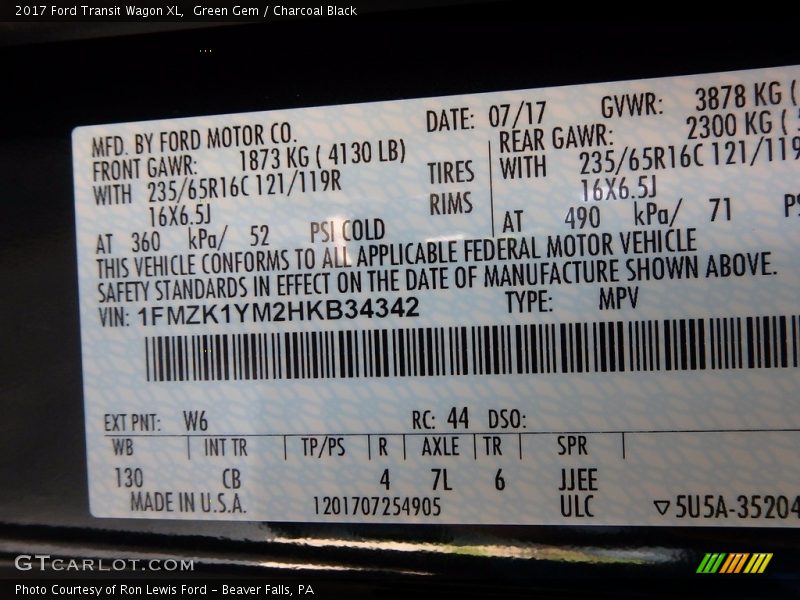 2017 Ford Transit Wagon XL, Green Gem / Charcoal Black
MFD. BY FORD MOTOR CO.
DATE: 07/17
GVWR: 3878 KG (
FRONT GAWR: 1873 KG ( 4130 LB)
REAR GAWR: 2300 KG (
WITH 235/65R16C 121/119R
TIRES
WITH 235/65R16C 121/119
16X6.5J
RIMS
16X6.5J
AT 360 kPa/ 52 PSI COLD
AT 490 kPa/ 71 PS
THIS VEHICLE CONFORMS TO ALL APPLICABLE FEDERAL MOTOR VEHICLE
SAFETY STANDARDS IN EFFECT ON THE DATE OF MANUFACTURE SHOWN ABOVE.
VIN: 1FMZK1YM2HKB34342
TYPE: MPV
EXT PNT: W6
RC: 44 DSO:
WB INT TR TP/PS R AXLE TR SPR
130 CB 4 7L 6 JJEE
MADE IN U.S.A. 1201707254905 ULC ▽5U5A-35204
GTCARLOT.COM
Photo Courtesy of Ron Lewis Ford - Beaver Falls, PA